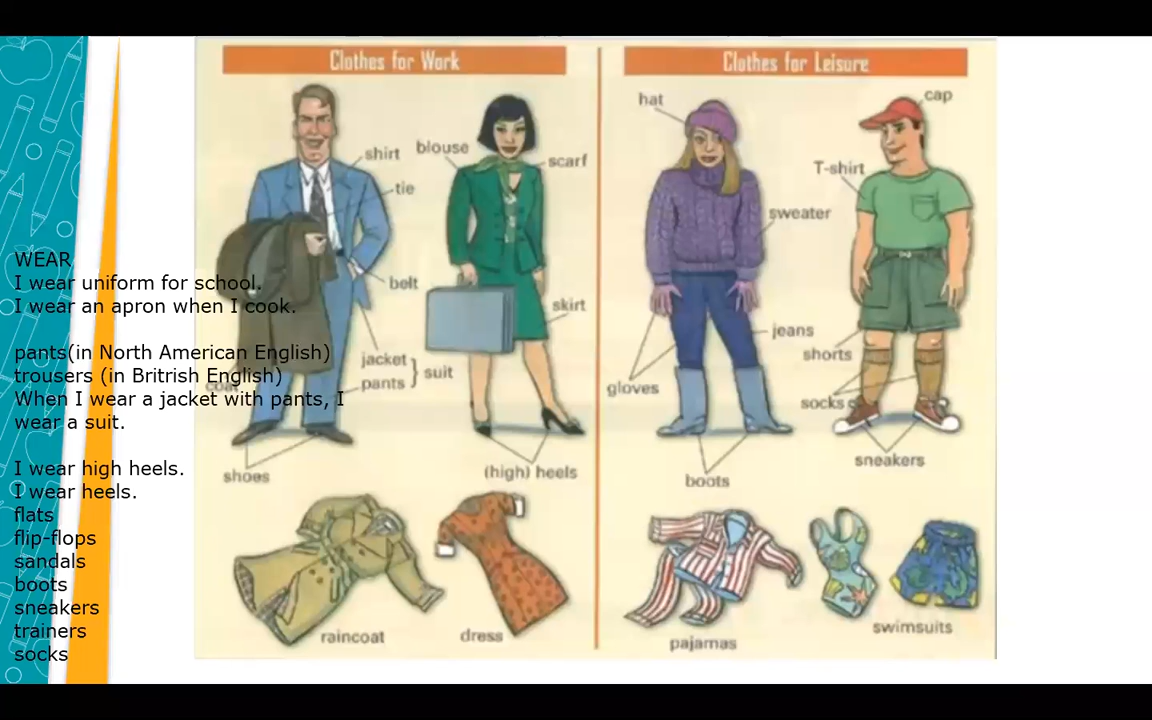 Clothes for Work
Clothes for Leisure
shirt
tie
belt
jacket
pants
suit
coat
shoes
blouse
scarf
skirt
(high) heels
hat
sweater
jeans
gloves
boots
cap
T-shirt
shorts
socks
sneakers
raincoat
dress
pajamas
swimsuits
WEAR
I wear uniform for school.
I wear an apron when I cook.
pants(in North American English)
trousers (in Britrish English)
When I wear a jacket with pants, I
wear a suit.
I wear high heels.
I wear heels.
flats
flip-flops
sandals
boots
sneakers
trainers
socks